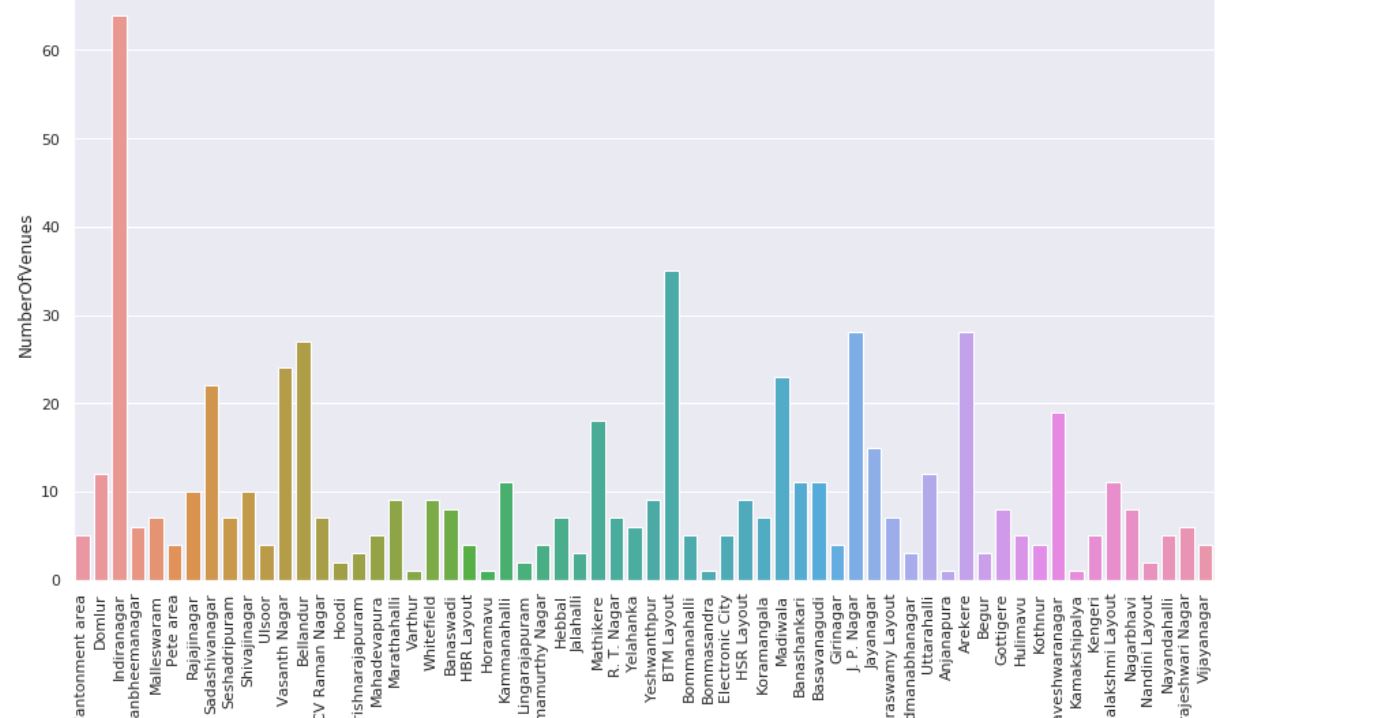 60
50
40
30
20
10
0
NumberOfVenues
antonment area
Domlur
Indiranagar
anbheemanagar
Malleswaram
Pete area
Rajajinagar
Sadashivanagar
Seshadripuram
Shivajinagar
Ulsoor
Vasanth Nagar
Bellandur
CV Raman Nagar
Hoodi
rishnarajapuram
Mahadevapura
Marathahalli
Varthur
Whitefield
Banaswadi
HBR Layout
Horamavu
Kammanahalli
Lingarajapuram
mamurthy Nagar
Hebbal
Jalahalli
Mathikere
R. T. Nagar
Yelahanka
Yeshwanthpur
BTM Layout
Bommanahalli
Bommasandra
Electronic City
HSR Layout
Koramangala
Madiwala
Banashankari
Basavanagudi
Girinagar
J. P. Nagar
Jayanagar
raswamy Layout
dmanabhanagar
Uttarahalli
Anjanapura
Arekere
Begur
Gottigere
Hulimavu
Kothnur
aveshwaranagar
Kamakshipalya
Kengeri
alakshmi Layout
Nagarbhavi
Nandini Layout
Nayandahalli
rajeshwari Nagar
Vijayanagar